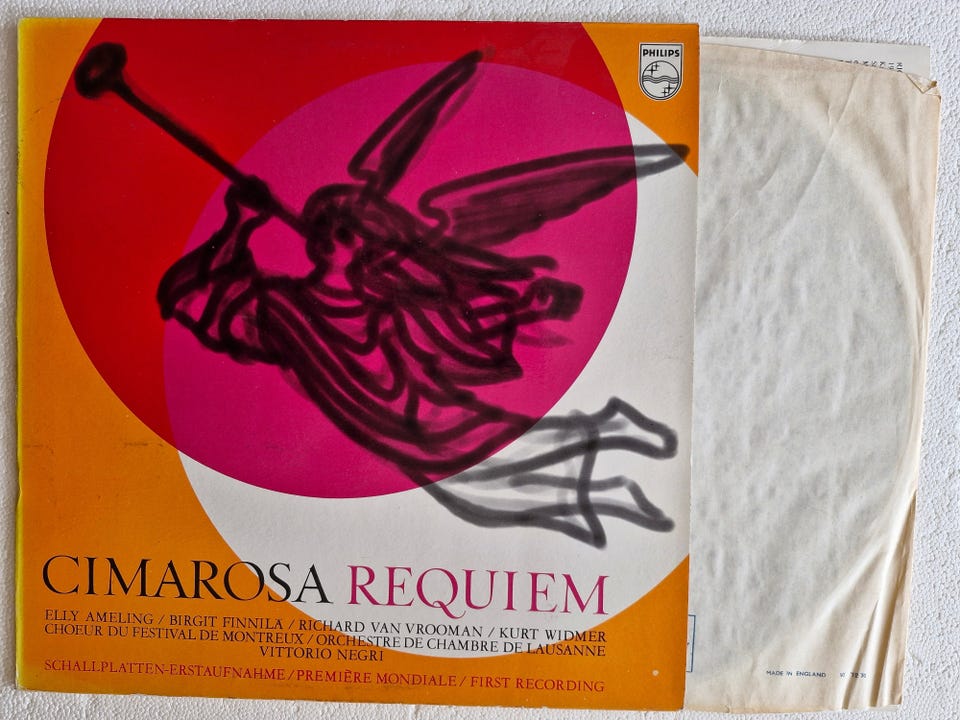 PHILIPS
CIMAROSA REQUIEM
ELLY AMELING / BIRGIT FINNILÄ / RICHARD VAN VROOMAN / KURT WIDMER
CHOEUR DU FESTIVAL DE MONTREUX / ORCHESTRE DE CHAMBRE DE LAUSANNE
VITTORIO NEGRI
SCHALLPLATTEN-ERSTAUFNAHME / PREMIÈRE MONDIALE / FIRST RECORDING
MADE IN ENGLAND